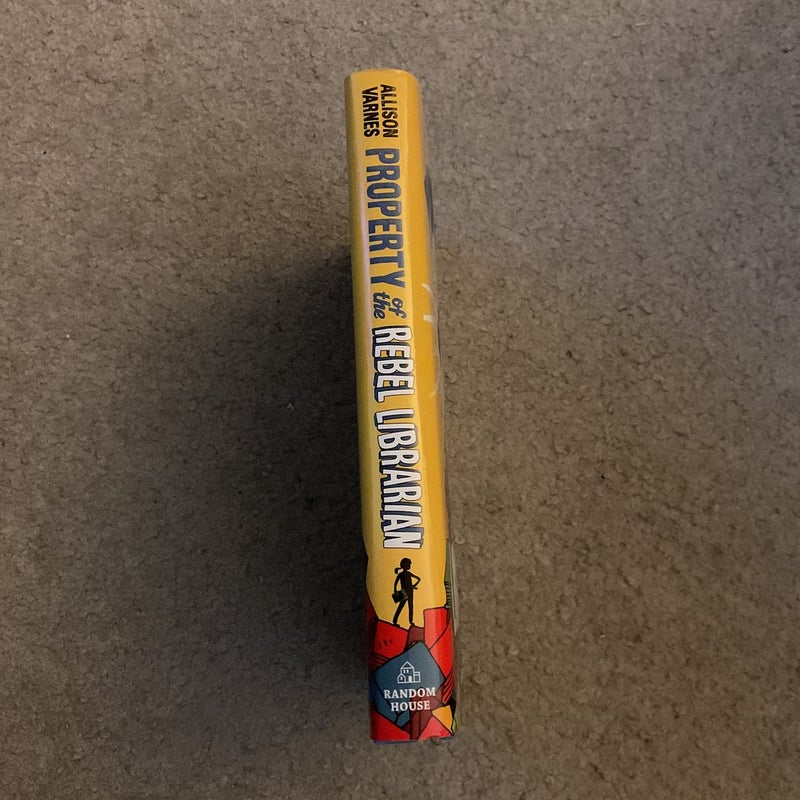 ALLISON
VARNES
PROPERTY
of
the
REBEL LIBRARIAN
RANDOM
HOUSE